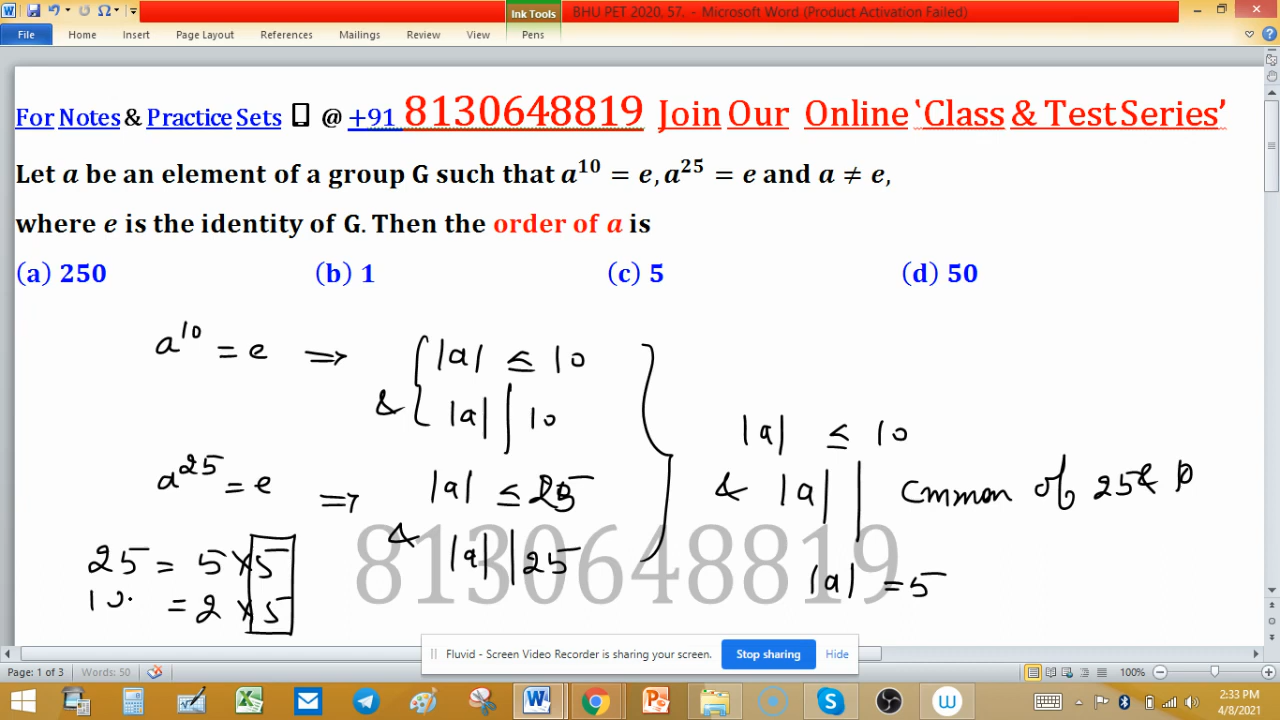 Ink Tools
BHU PET 2020, 57. - Microsoft Word (Product Activation Failed)
File Home Insert Page Layout References Mailings Review View Pens
For Notes & Practice Sets @ +91 8130648819 Join Our Online 'Class & Test Series'
Let a be an element of a group G such that a¹⁰ = e, a²⁵ = e and a ≠ e,
where e is the identity of G. Then the order of a is
(a) 250 (b) 1 (c) 5 (d) 50
a¹⁰ = e ⇒ |a| ≤ 10
& |a| | 10
|a| ≤ 10
a²⁵ = e ⇒ |a| ≤ 25
& |a| | Cmmon of 25 & 10
& |a| | 25
8130648819
25 = 5 × 5
10 = 2 × 5
|a| = 5
Fluvid - Screen Video Recorder is sharing your screen. Stop sharing Hide
Page: 1 of 3 Words: 50 100%
2:33 PM
4/8/2021